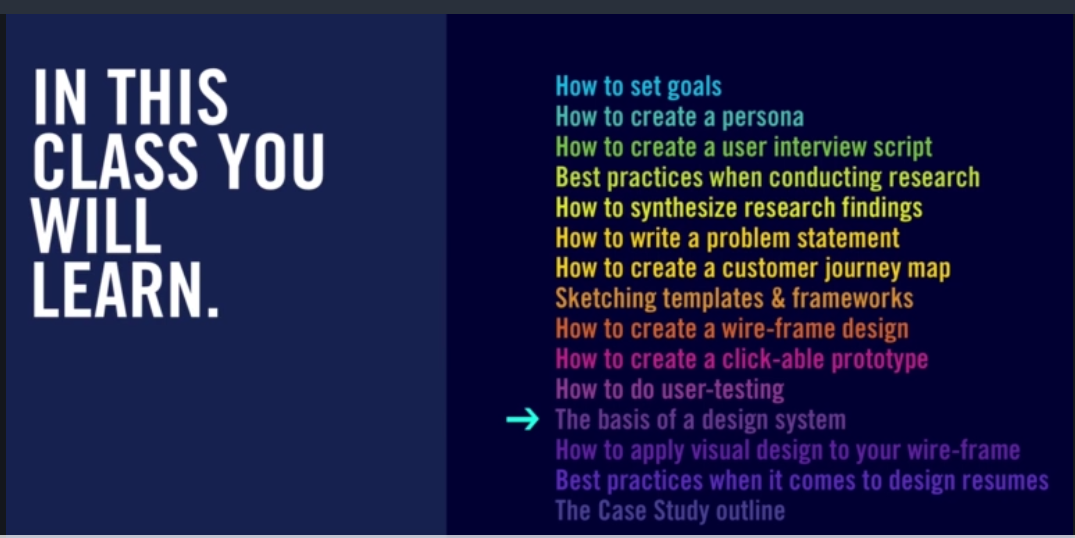 IN THIS
CLASS YOU
WILL
LEARN.
How to set goals
How to create a persona
How to create a user interview script
Best practices when conducting research
How to synthesize research findings
How to write a problem statement
How to create a customer journey map
Sketching templates & frameworks
How to create a wire-frame design
How to create a click-able prototype
How to do user-testing
The basis of a design system
How to apply visual design to your wire-frame
Best practices when it comes to design resumes
The Case Study outline